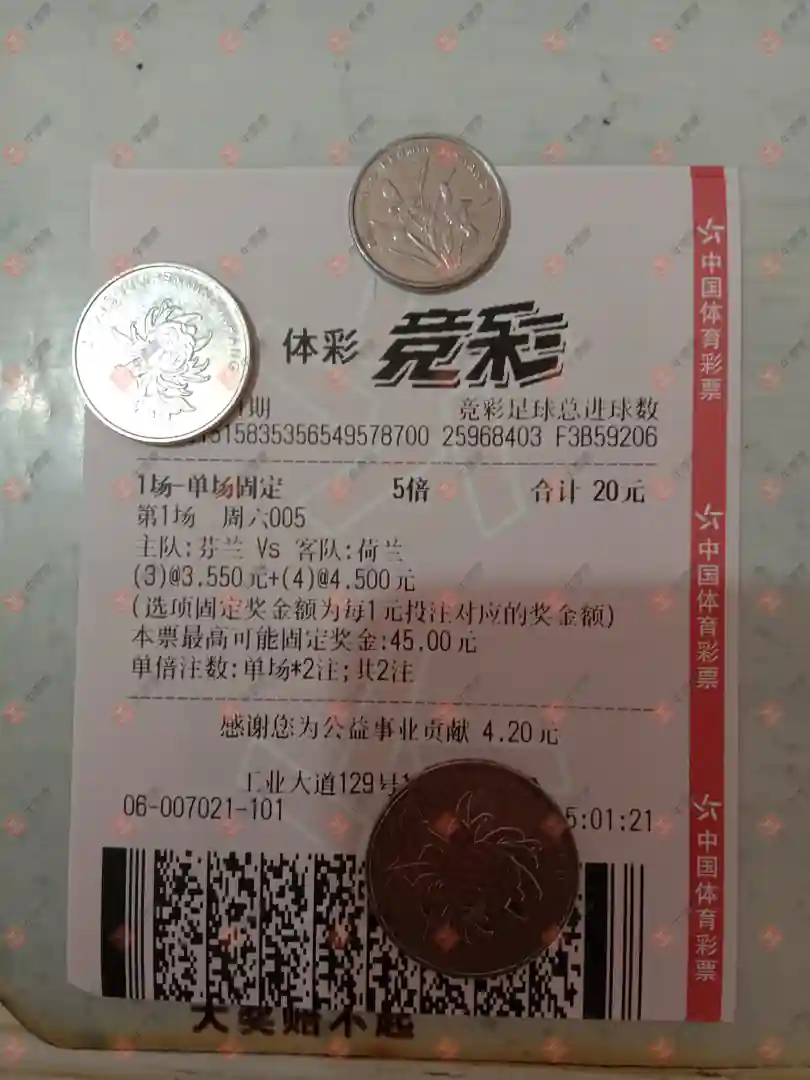 体彩 竞彩
期 竞彩足球总进球数
15835356549578700 25968403 F3B59206
1场-单场固定 5倍 合计 20元
第1场 周六005
主队:芬兰 Vs 客队:荷兰
(3)@3.550元+(4)@4.500元
(选项固定奖金额为每1元投注对应的奖金额)
本票最高可能固定奖金:45.00元
单倍注数:单场*2注;共2注
感谢您为公益事业贡献 4.20元
工业大道129号
06-007021-101 5:01:21
大奖赔不起
中国体育彩票
中国体育彩票
中国体育彩票